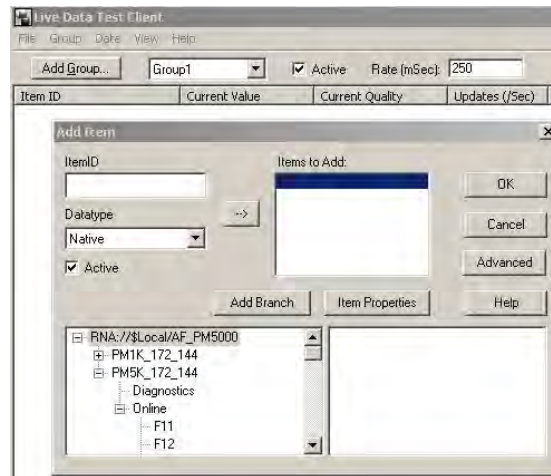 Live Data Test Client
File Group Date View Help
Add Group... Group1 Active Rate (mSec): 250
Item ID Current Value Current Quality Updates (/Sec)
Add Item
ItemID Items to Add:
OK
Datatype -->
Native Cancel
Active Advanced
Add Branch Item Properties Help
RNA://$Local/AF_PM5000
PM1K_172_144
PM5K_172_144
Diagnostics
Online
F11
F12